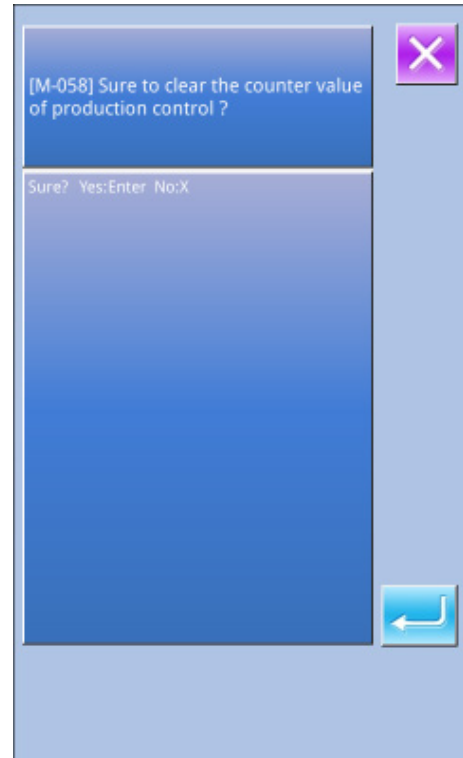 [M-058] Sure to clear the counter value
of production control ?
Sure? Yes:Enter No:X